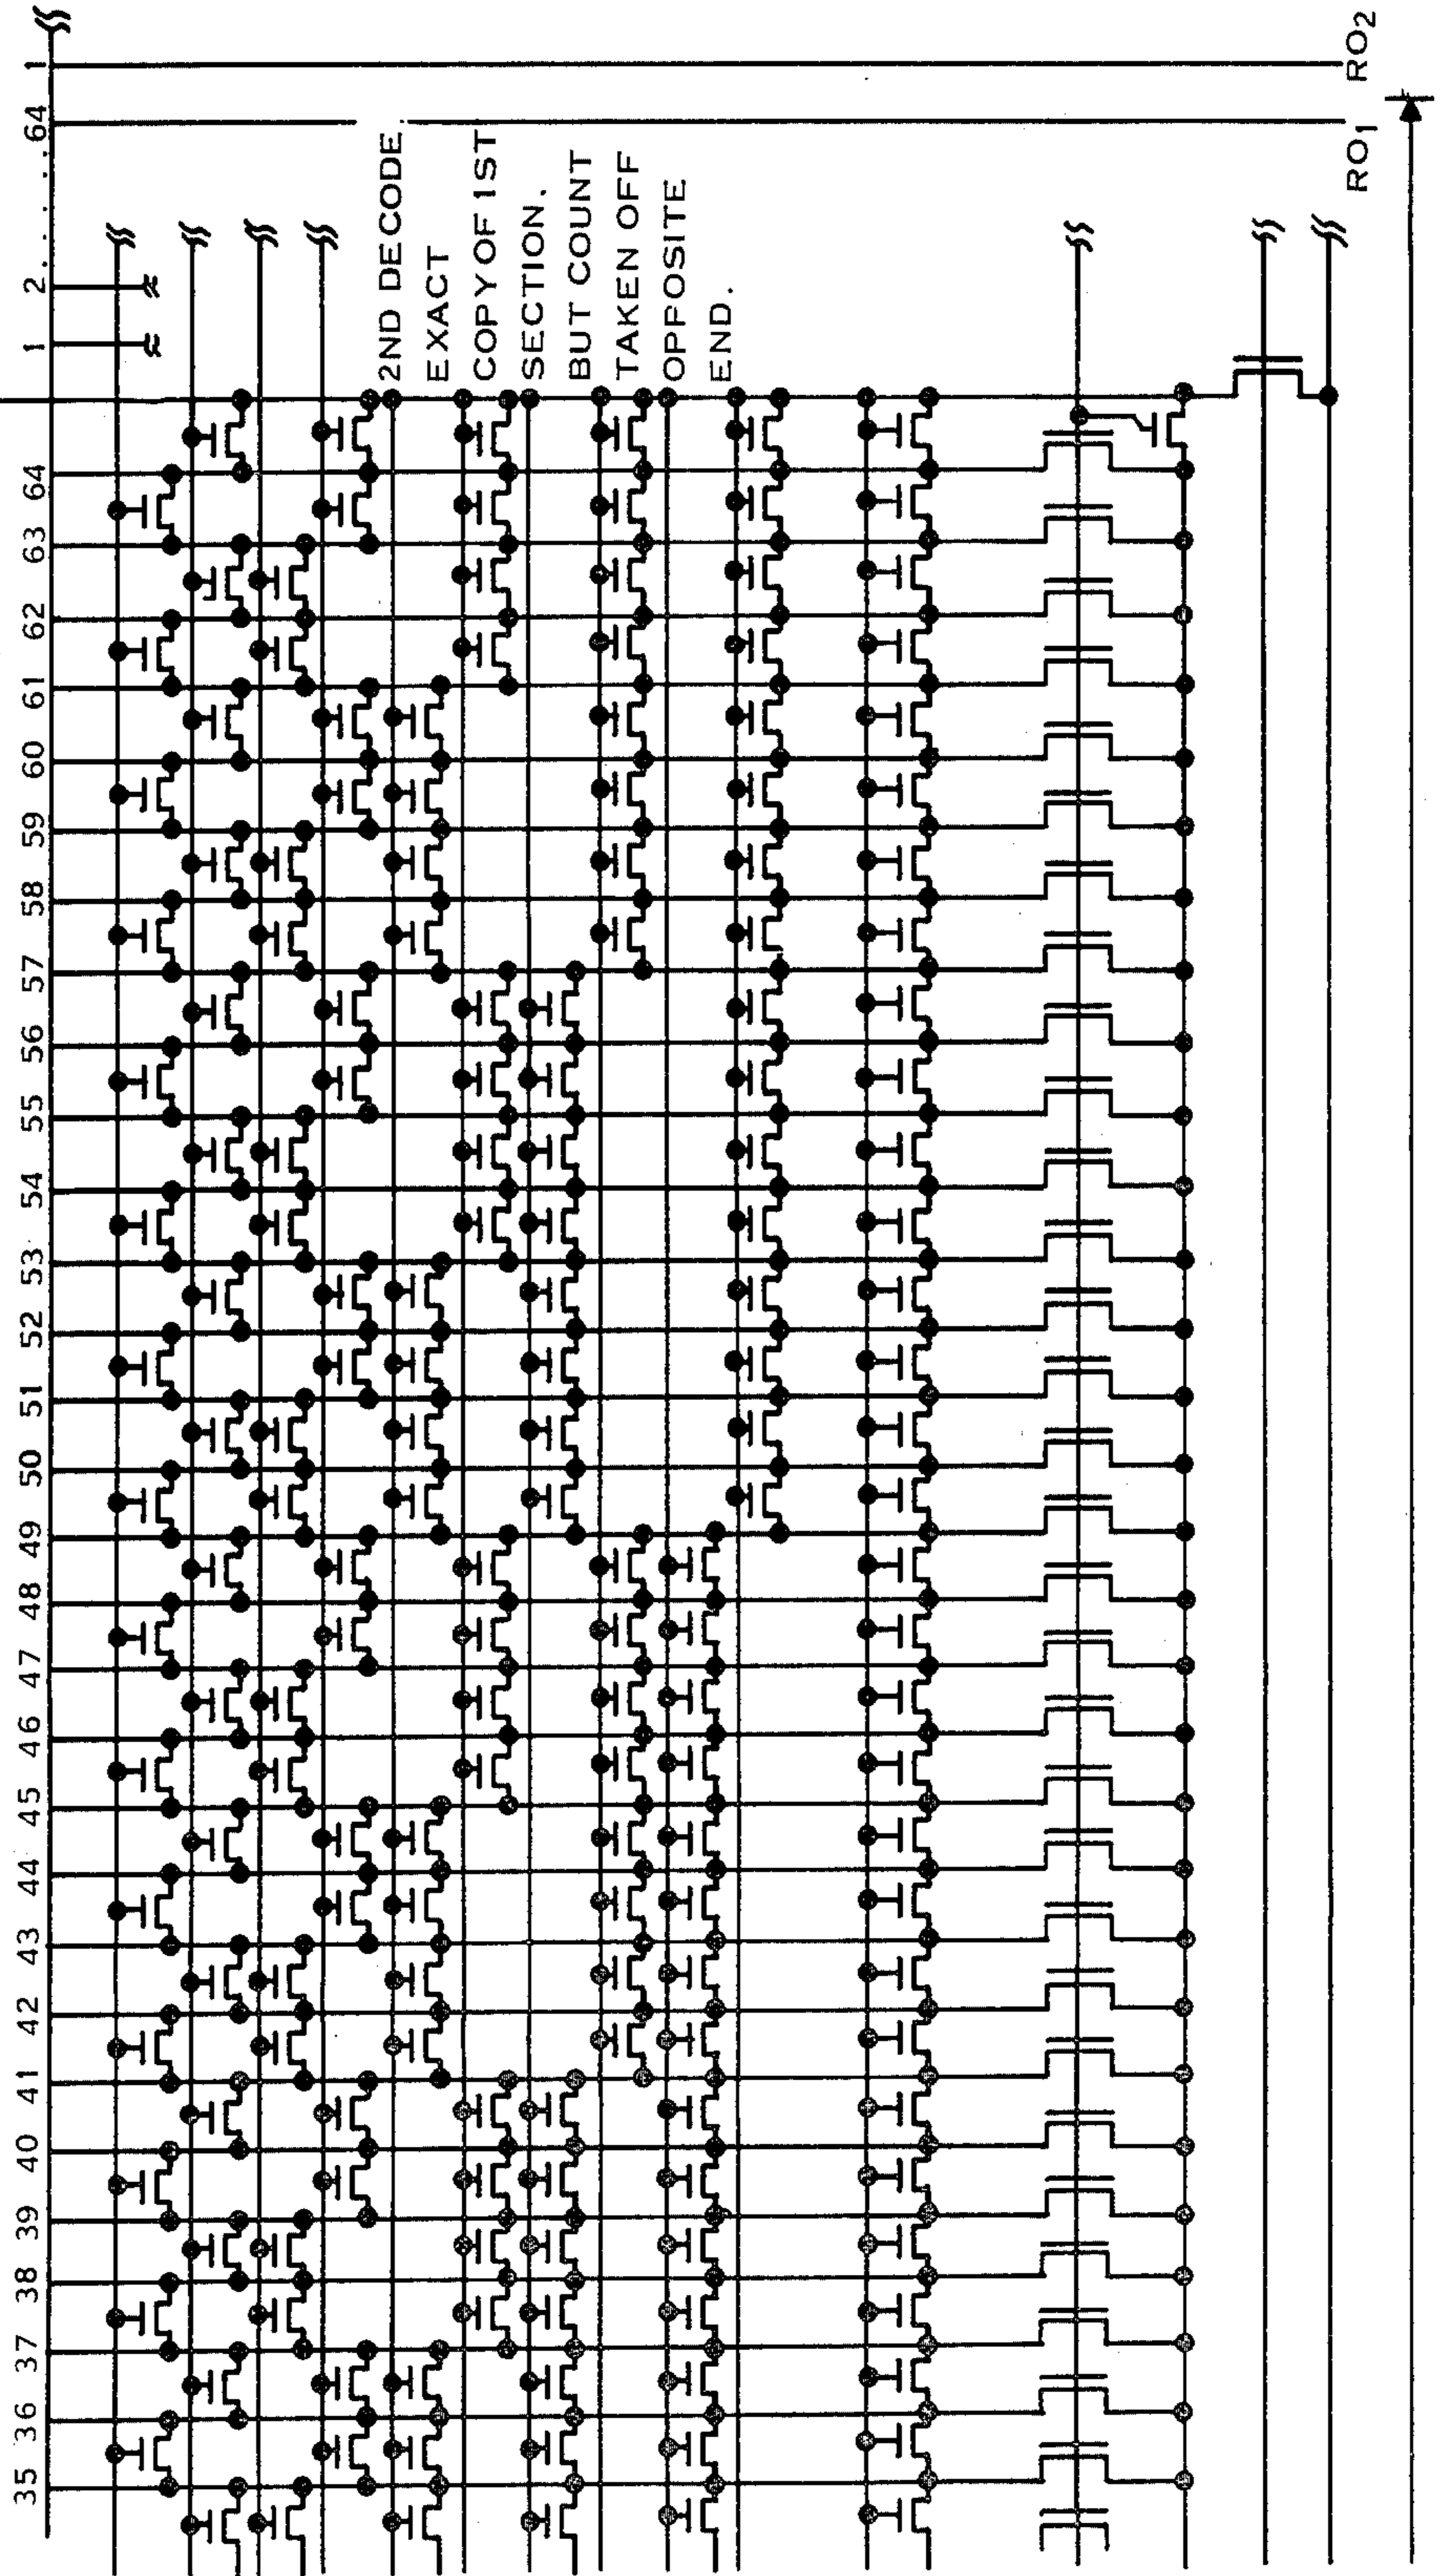 35 36 37 38 39 40 41 42 43 44 45 46 47 48 49 50 51 52 53 54 55 56 57 58 59 60 61 62 63 64 1 2 . . . . . 64 1
2ND DECODE
EXACT
COPY OF 1ST
SECTION.
BUT COUNT
TAKEN OFF
OPPOSITE
END.
RO1 RO2